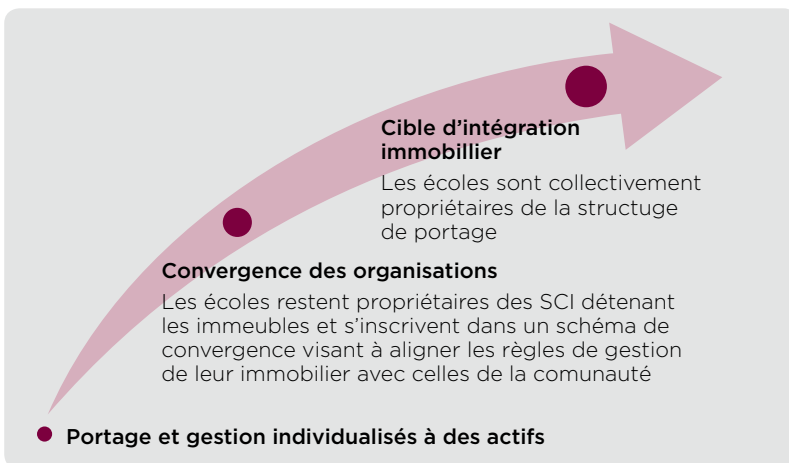 Cible d’intégration
immobillier
Les écoles sont collectivement
propriétaires de la structuge
de portage
Convergence des organisations
Les écoles restent propriétaires des SCI détenant
les immeubles et s’inscrivent dans un schéma de
convergence visant à aligner les règles de gestion
de leur immobilier avec celles de la comunauté
Portage et gestion individualisés à des actifs